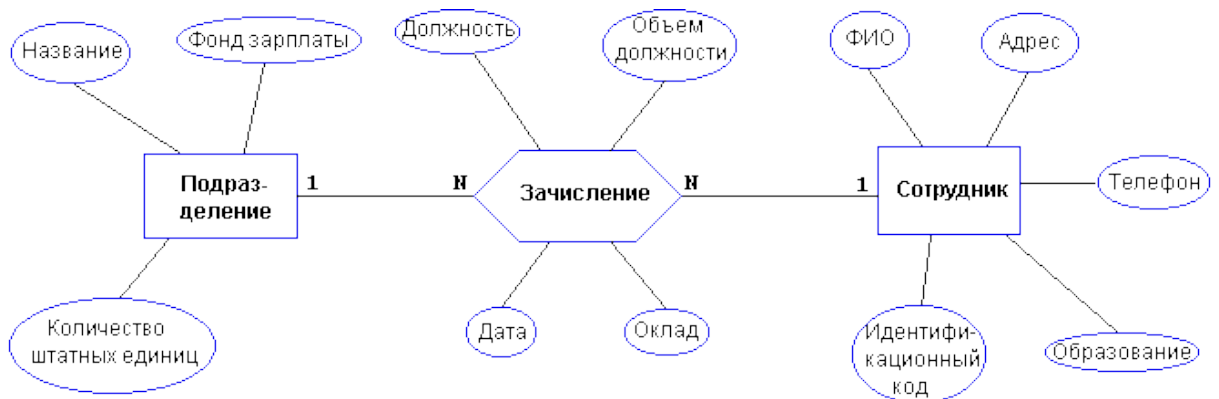 Название
Фонд зарплаты
Должность
Объем
должности
ФИО
Адрес
Подраз-
деление
1
N
Зачисление
N
1
Сотрудник
Телефон
Количество
штатных единиц
Дата
Оклад
Идентифи-
кационный
код
Образование